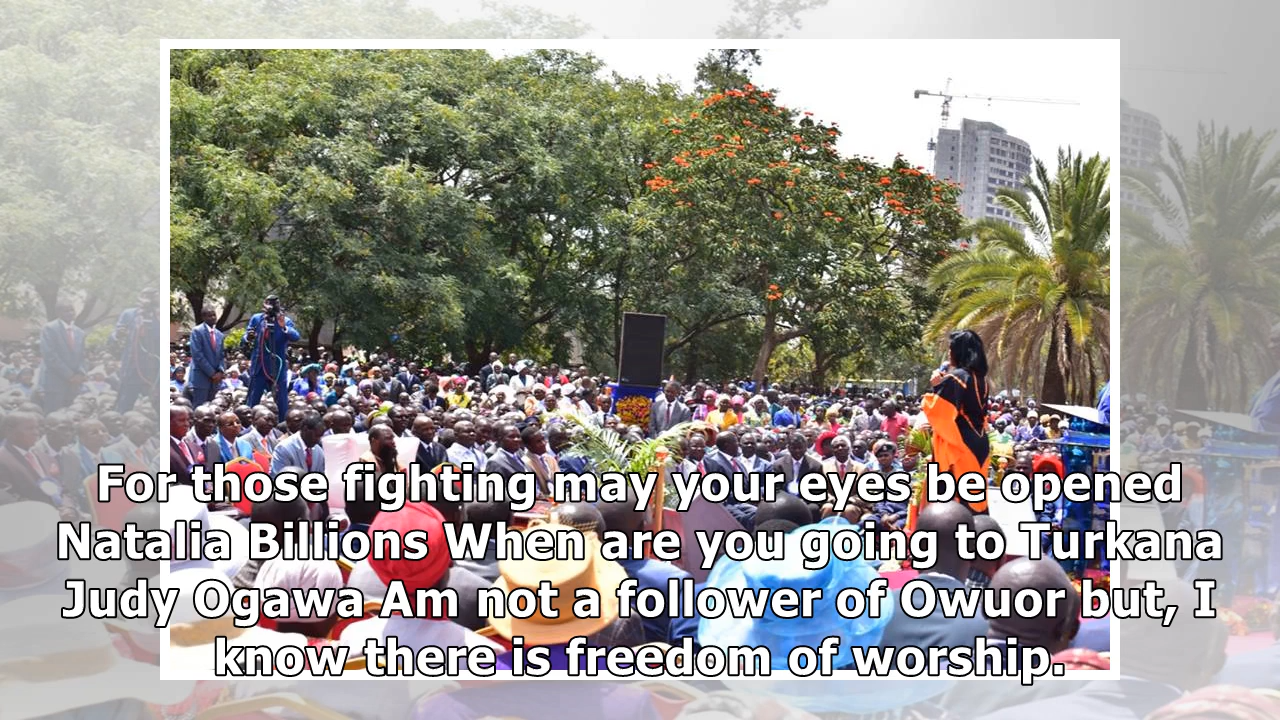 For those fighting may your eyes be opened
Natalia Billions When are you going to Turkana
Judy Ogawa Am not a follower of Owuor but, I
know there is freedom of worship.